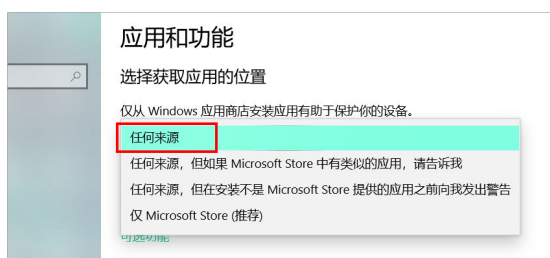 应用和功能
选择获取应用的位置
仅从 Windows 应用商店安装应用有助于保护你的设备。
任何来源
任何来源，但如果 Microsoft Store 中有类似的应用，请告诉我
任何来源，但在安装不是 Microsoft Store 提供的应用之前向我发出警告
仅 Microsoft Store (推荐)
可选功能